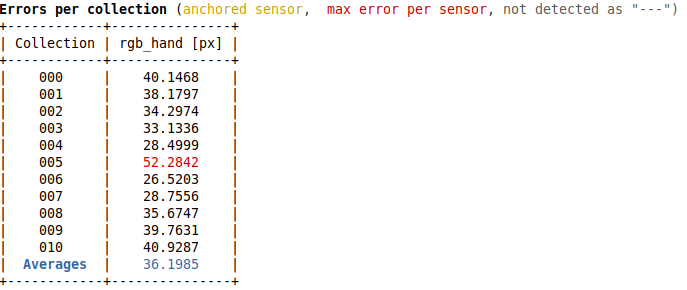 Errors per collection (anchored sensor,  max error per sensor, not detected as "---")
+------------+---------------+
| Collection | rgb_hand [px] |
+------------+---------------+
|    000     |    40.1468    |
|    001     |    38.1797    |
|    002     |    34.2974    |
|    003     |    33.1336    |
|    004     |    28.4999    |
|    005     |    52.2842    |
|    006     |    26.5203    |
|    007     |    28.7556    |
|    008     |    35.6747    |
|    009     |    39.7631    |
|    010     |    40.9287    |
|  Averages  |    36.1985    |
+------------+---------------+